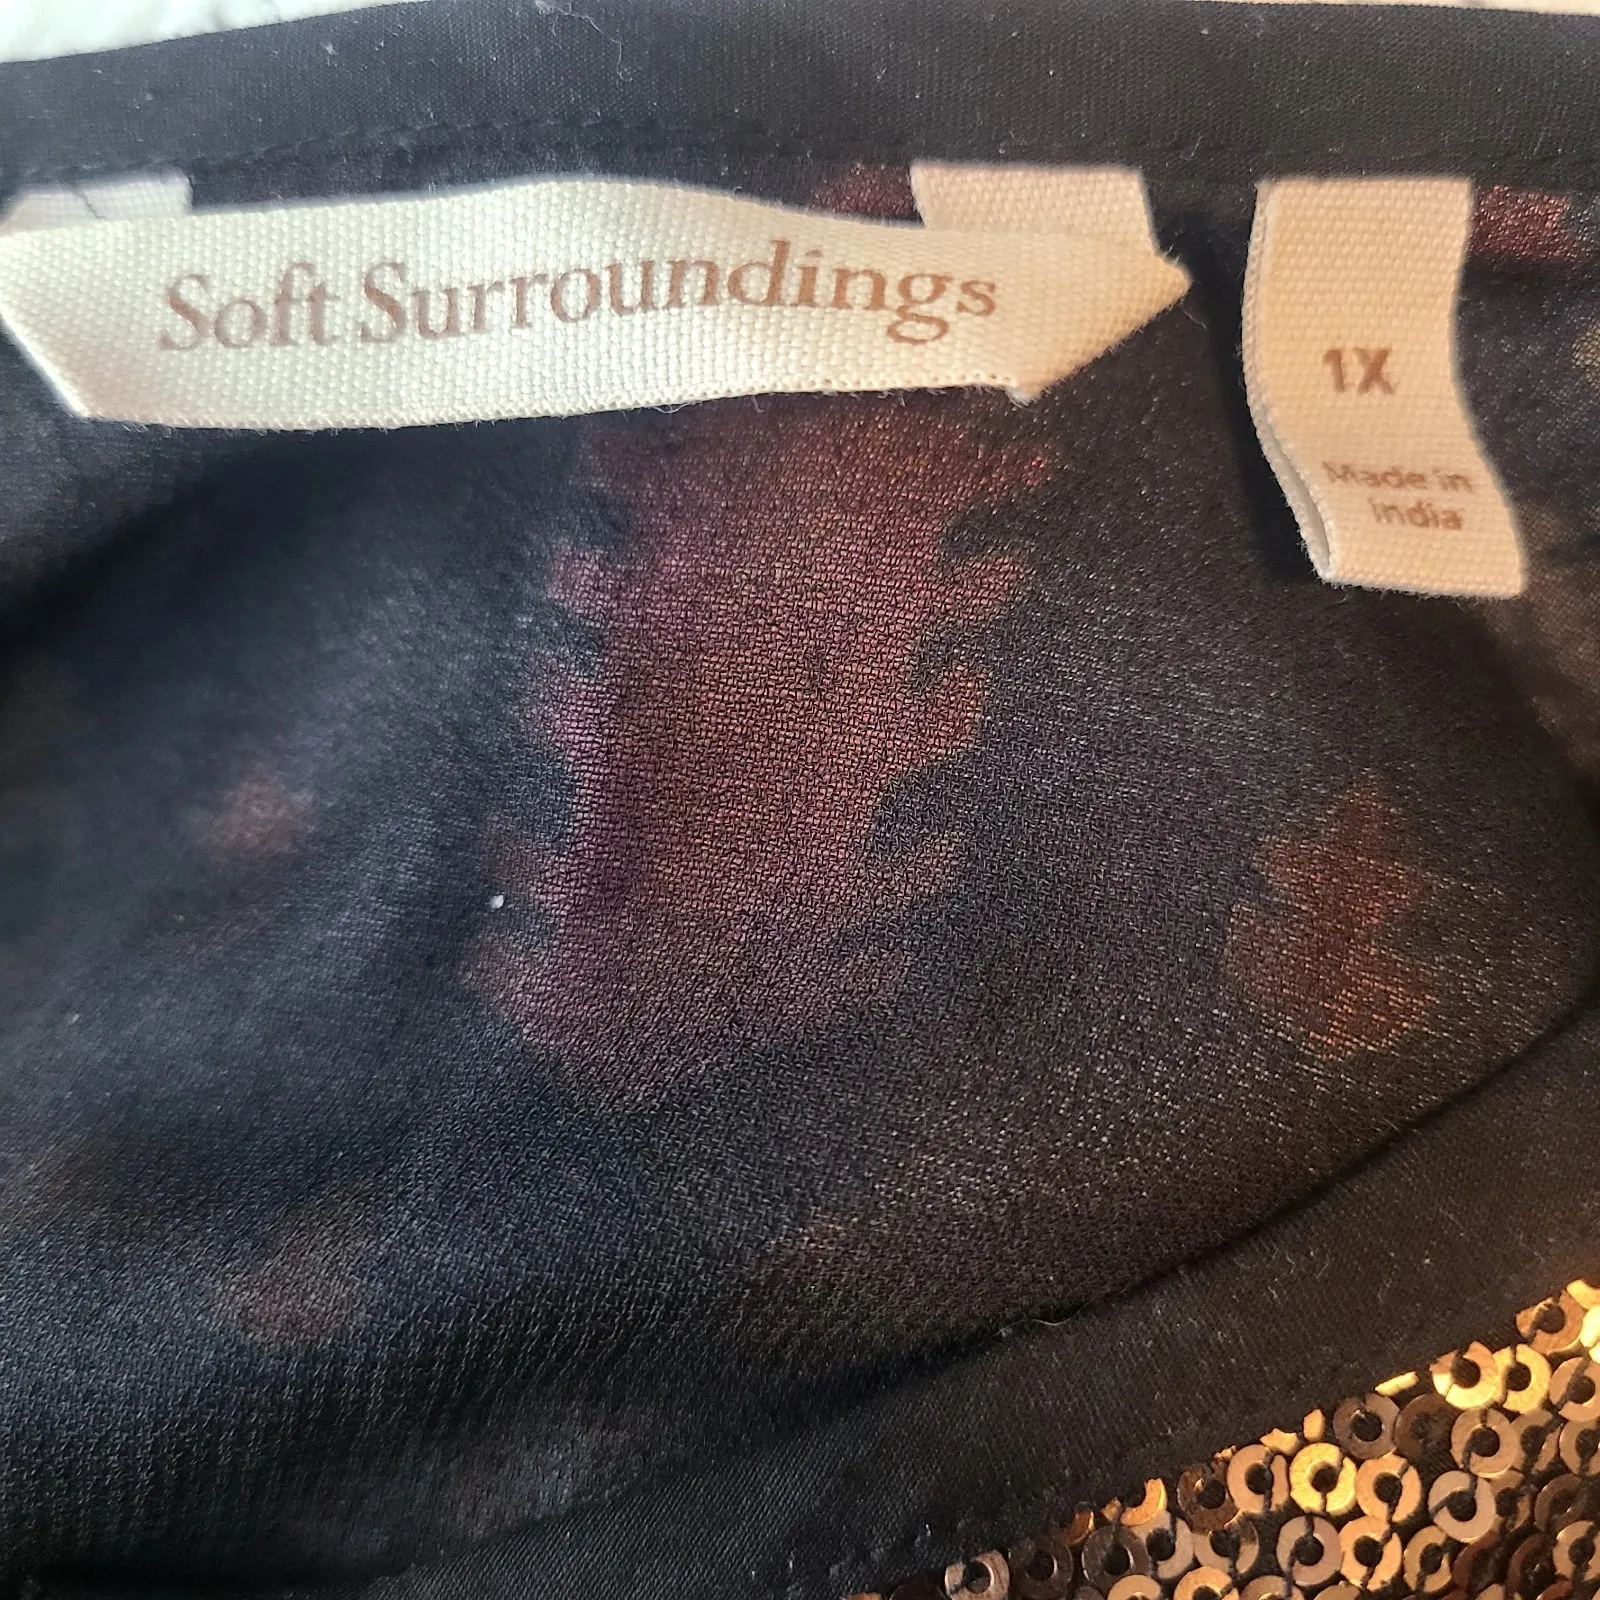 Soft Surroundings
1X
Made in
India